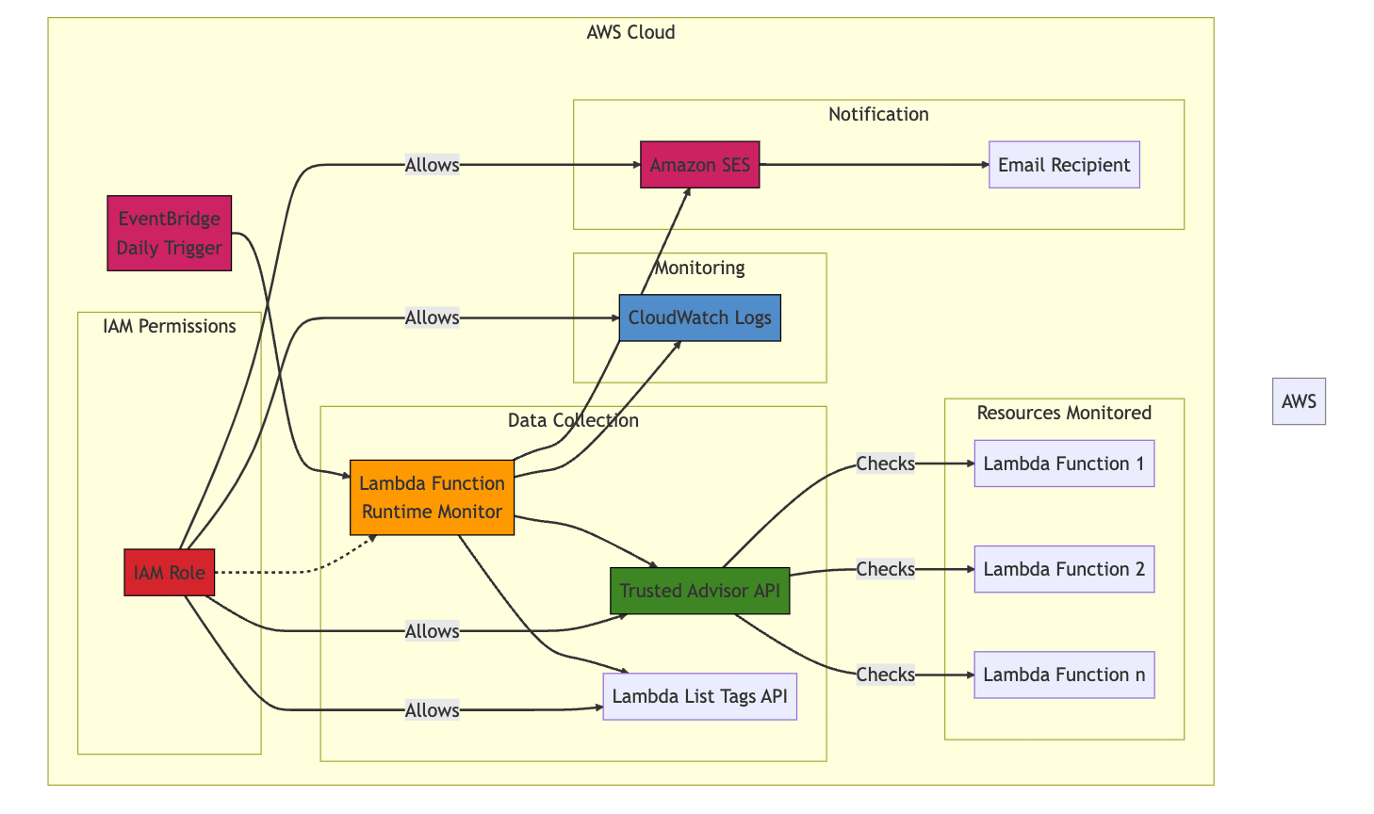 AWS Cloud
Notification
Allows
Amazon SES
Email Recipient
EventBridge
Daily Trigger
Monitoring
Allows
CloudWatch Logs
IAM Permissions
AWS
Data Collection
Resources Monitored
Lambda Function
Runtime Monitor
Checks
Lambda Function 1
IAM Role
Trusted Advisor API
Checks
Lambda Function 2
Allows
Checks
Lambda Function n
Lambda List Tags API
Allows